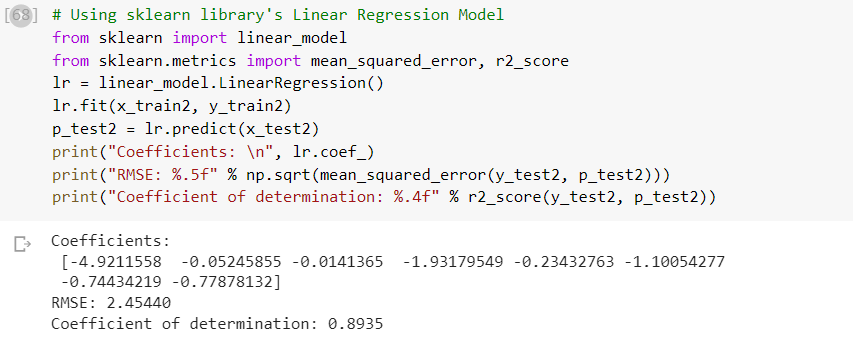 [68] # Using sklearn library's Linear Regression Model
from sklearn import linear_model
from sklearn.metrics import mean_squared_error, r2_score
lr = linear_model.LinearRegression()
lr.fit(x_train2, y_train2)
p_test2 = lr.predict(x_test2)
print("Coefficients: \n", lr.coef_)
print("RMSE: %.5f" % np.sqrt(mean_squared_error(y_test2, p_test2)))
print("Coefficient of determination: %.4f" % r2_score(y_test2, p_test2))
Coefficients:
[-4.9211558 -0.05245855 -0.0141365 -1.93179549 -0.23432763 -1.10054277
-0.74434219 -0.77878132]
RMSE: 2.45440
Coefficient of determination: 0.8935